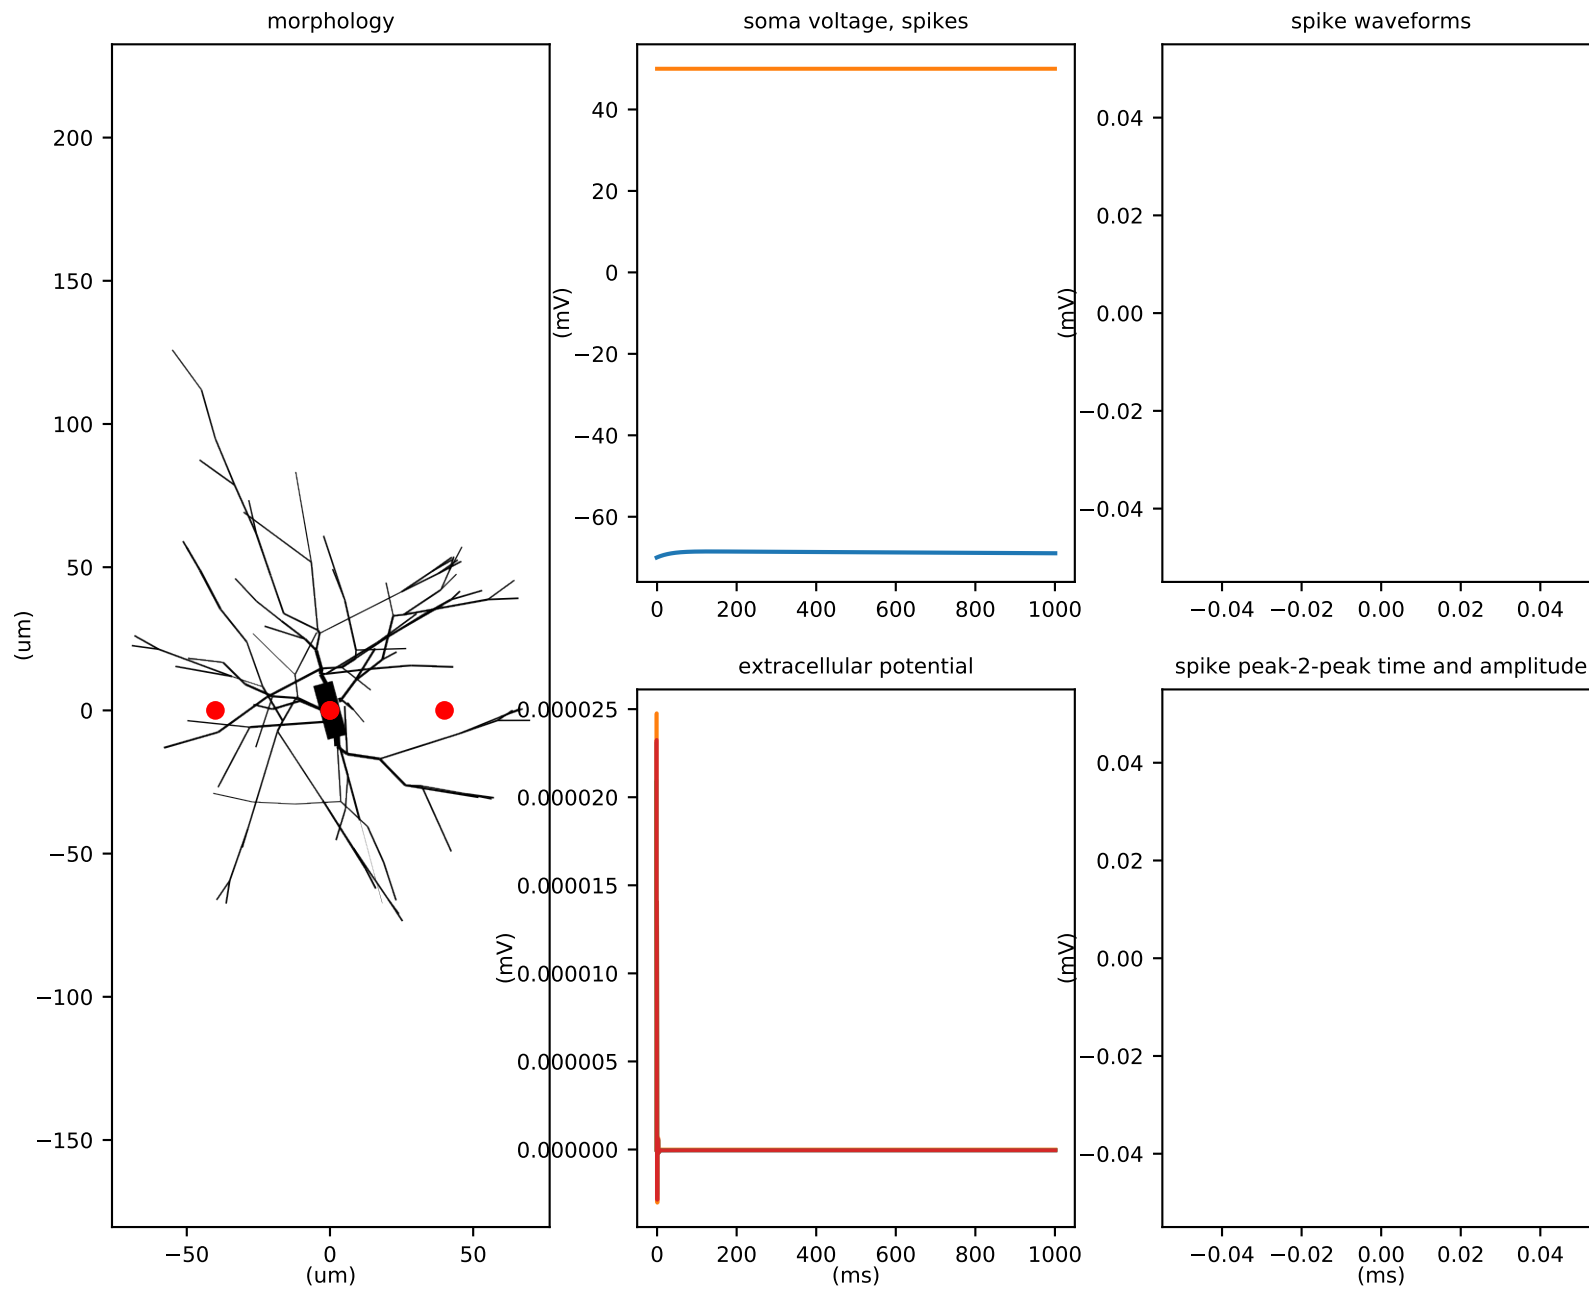 morphology
200
150
100
50
0
−50
−100
−150
(um)
−50 0 50
(um)
soma voltage, spikes
40
20
0
−20
−40
−60
(mV)
0 200 400 600 800 1000
spike waveforms
0.04
0.02
0.00
−0.02
−0.04
(mV)
−0.04 −0.02 0.00 0.02 0.04
extracellular potential
0.000025
0.000020
0.000015
0.000010
0.000005
0.000000
(mV)
0 200 400 600 800 1000
(ms)
spike peak-2-peak time and amplitude
0.04
0.02
0.00
−0.02
−0.04
(mV)
−0.04 −0.02 0.00 0.02 0.04
(ms)